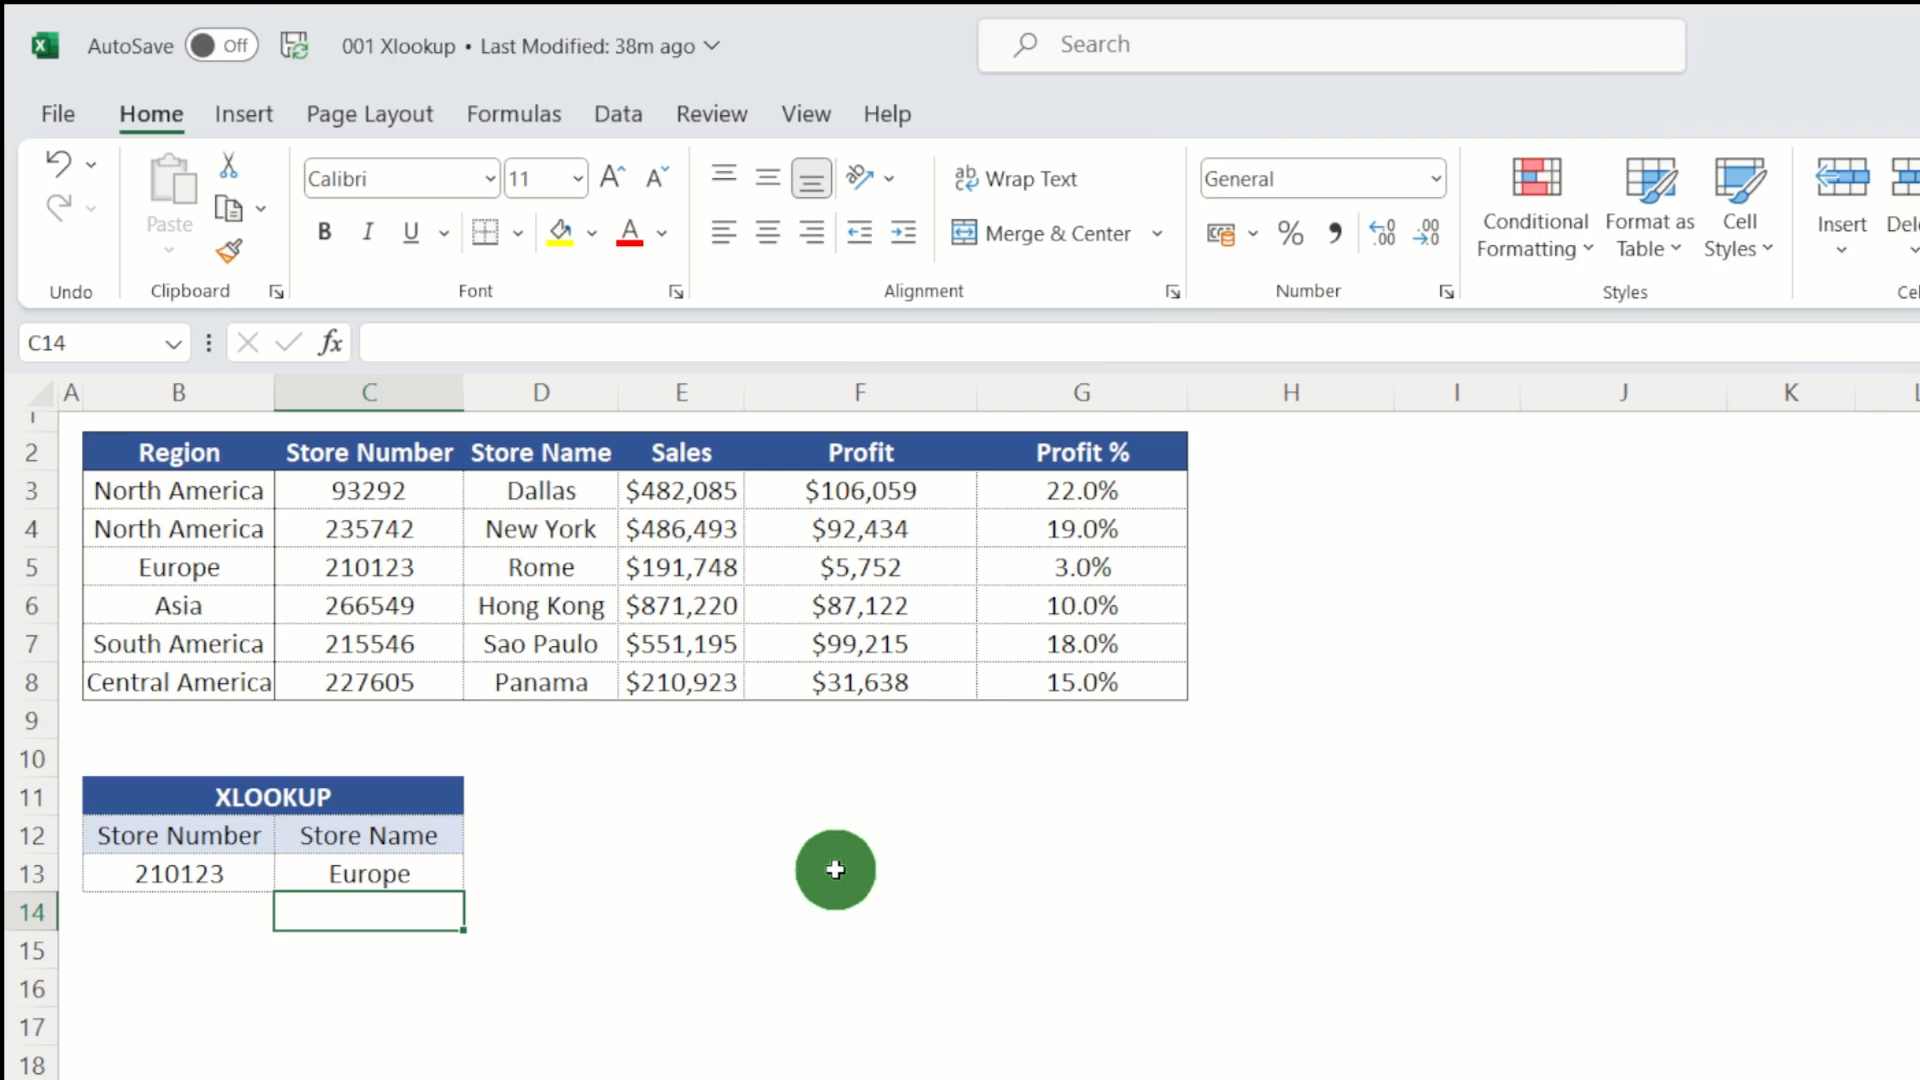 AutoSave Off 001 Xlookup • Last Modified: 38m ago Search
File Home Insert Page Layout Formulas Data Review View Help
Calibri 11 Wrap Text General
Paste B I U Merge & Center % Conditional Formatting Format as Table Cell Styles Insert
Undo Clipboard Font Alignment Number Styles
C14 fx
A B C D E F G H I J K
1
2 Region Store Number Store Name Sales Profit Profit %
3 North America 93292 Dallas $482,085 $106,059 22.0%
4 North America 235742 New York $486,493 $92,434 19.0%
5 Europe 210123 Rome $191,748 $5,752 3.0%
6 Asia 266549 Hong Kong $871,220 $87,122 10.0%
7 South America 215546 Sao Paulo $551,195 $99,215 18.0%
8 Central America 227605 Panama $210,923 $31,638 15.0%
9
10
11 XLOOKUP
12 Store Number Store Name
13 210123 Europe
14
15
16
17
18